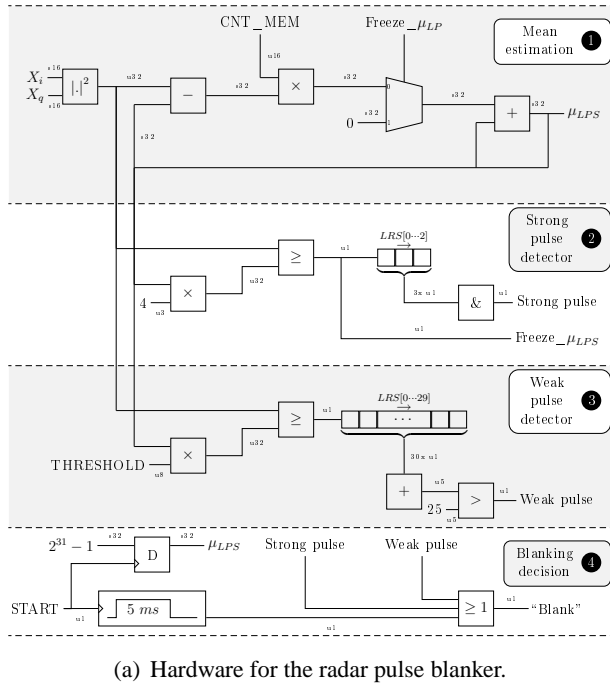 CNT_MEM
Freeze_μLP
Mean estimation 1
u16
s16
Xi
Xq
s16
|.|²
u32
−
s32
×
s32
0
s32
0
1
s32
+
s32
μLPS
s32
Strong pulse detector 2
LRS[0···2]
→
≥
u1
4
u3
×
u32
3x u1
&
u1
Strong pulse
u1
Freeze_μLPS
Weak pulse detector 3
LRS[0···29]
→
≥
u1
···
THRESHOLD
u8
×
u32
30x u1
+
u5
25
u5
>
u1
Weak pulse
2³¹ − 1
s32
D
s32
μLPS
Strong pulse
Weak pulse
Blanking decision 4
START
u1
5 ms
u1
≥ 1
u1
"Blank"
(a) Hardware for the radar pulse blanker.